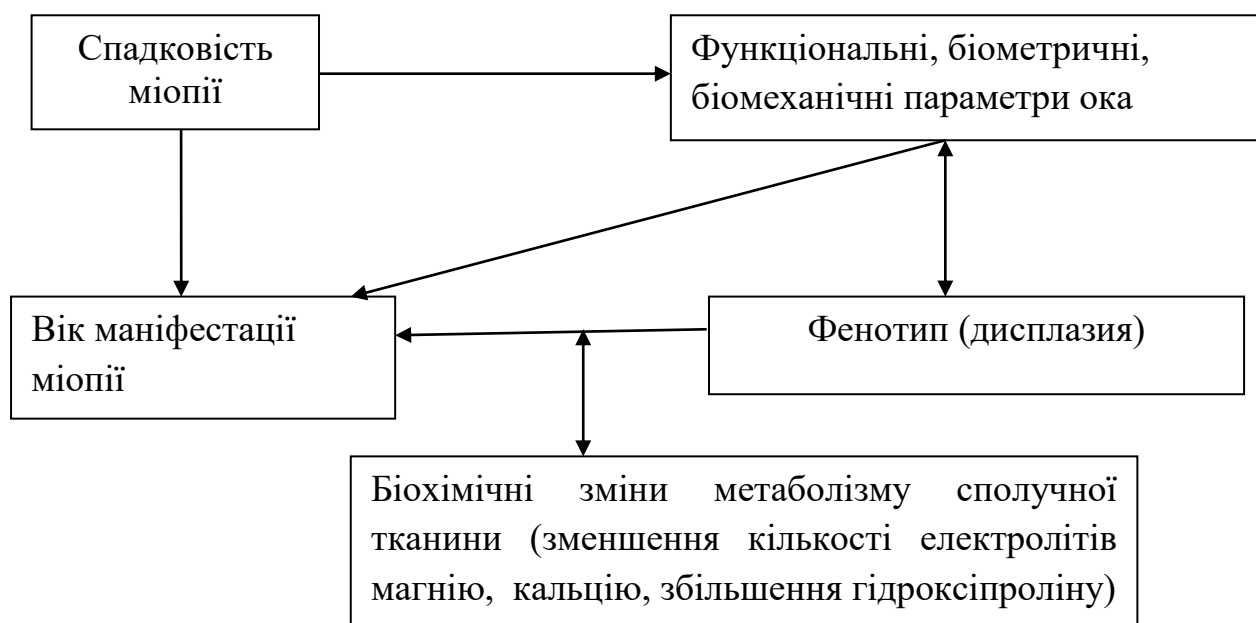 Спадковість
міопії
Функціональні, біометричні,
біомеханічні параметри ока
Вік маніфестації
міопії
Фенотип (дисплазия)
Біохімічні зміни метаболізму сполучної
тканини (зменшення кількості електролітів
магнію, кальцію, збільшення гідроксіпроліну)